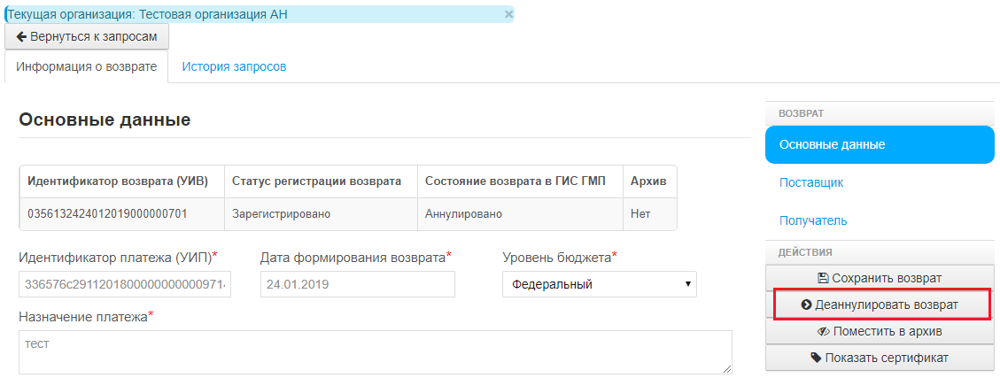 Текущая организация: Тестовая организация АН ×
Вернуться к запросам
Информация о возврате История запросов
Основные данные
Идентификатор возврата (УИВ) Статус регистрации возврата Состояние возврата в ГИС ГМП Архив
0356132424012019000000701 Зарегистрировано Аннулировано Нет
Идентификатор платежа (УИП)* Дата формирования возврата* Уровень бюджета*
336576c2911201800000000000971 24.01.2019 Федеральный
Назначение платежа*
тест
ВОЗВРАТ
Основные данные
Поставщик
Получатель
ДЕЙСТВИЯ
Сохранить возврат
Деаннулировать возврат
Поместить в архив
Показать сертификат